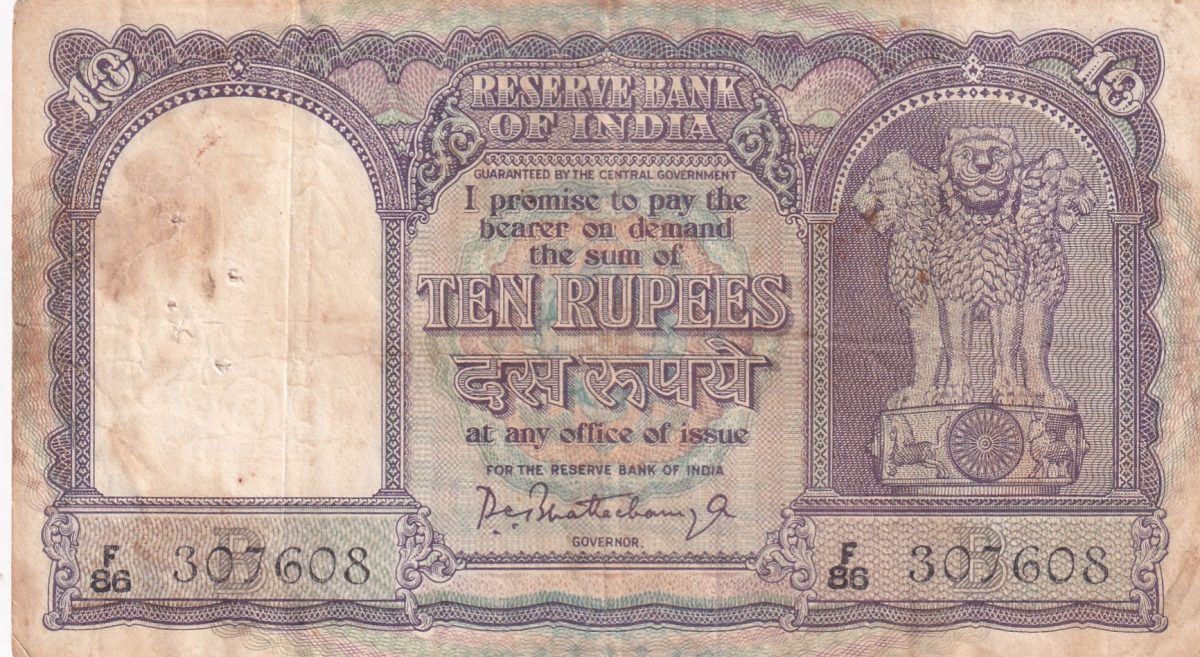 10
10
RESERVE BANK
OF INDIA
GUARANTEED BY THE CENTRAL GOVERNMENT
I promise to pay the
bearer on demand
the sum of
TEN RUPEES
दस रूपये
at any office of issue
FOR THE RESERVE BANK OF INDIA
P. C. Bhattacharyya
GOVERNOR.
F
86 307608
B
F
86 307608
B